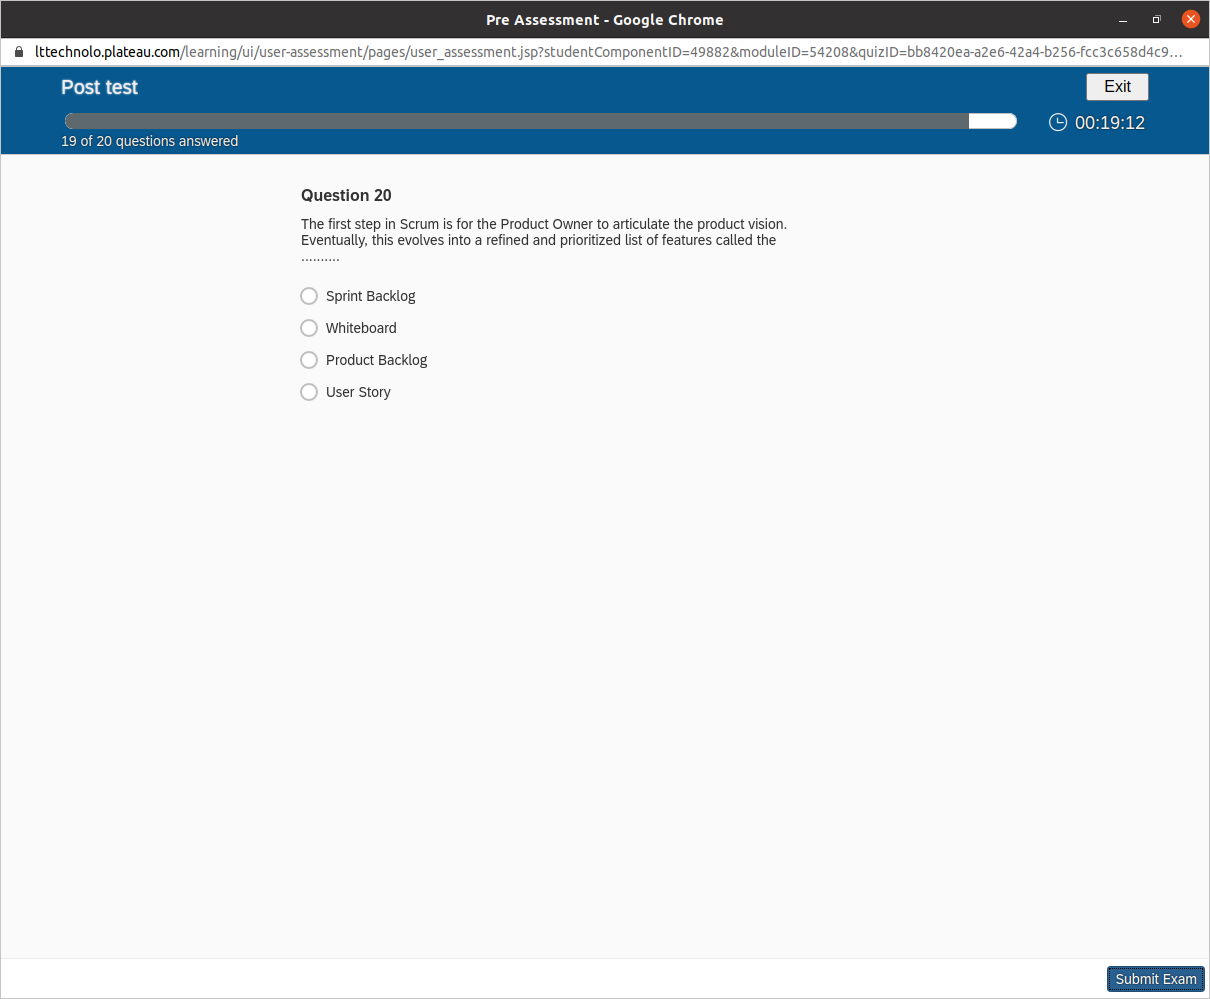 Pre Assessment - Google Chrome
lttechnolo.plateau.com/learning/ui/user-assessment/pages/user_assessment.jsp?studentComponentID=49882&moduleID=54208&quizID=bb8420ea-a2e6-42a4-b256-fcc3c658d4c9...
Post test
Exit
00:19:12
19 of 20 questions answered
Question 20
The first step in Scrum is for the Product Owner to articulate the product vision.
Eventually, this evolves into a refined and prioritized list of features called the
..........
Sprint Backlog
Whiteboard
Product Backlog
User Story
Submit Exam